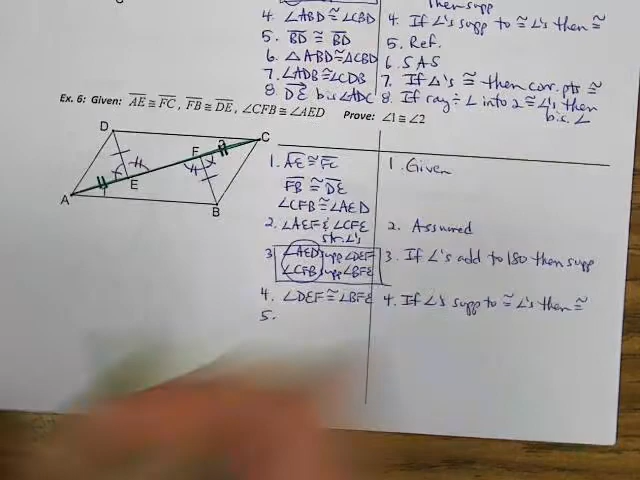 Then supp
4. ∠ABD ≅ ∠CBD 4. If ∠'s supp to ≅ ∠'s then ≅
5. BD ≅ BD 5. Ref.
6. △ABD ≅ △CBD 6. SAS
7. ∠ADB ≅ ∠CDB 7. If △'s ≅ then cor. pts ≅
8. DE bis ∠ADC 8. If ray ÷ ∠ into 2 ≅ ∠'s then
bis. ∠
Ex. 6: Given: AE ≅ FC, FB ≅ DE, ∠CFB ≅ ∠AED Prove: ∠1 ≅ ∠2
D
C
F
2
E
1
A
B
1. AE ≅ FC 1. Given
FB ≅ DE
∠CFB ≅ ∠AED
2. ∠AEF & ∠CFE 2. Assumed
str. ∠'s
3 ∠AED supp ∠DEF 3. If ∠'s add to 180 then supp
∠CFB supp ∠BFE
4. ∠DEF ≅ ∠BFE 4. If ∠'s supp to ≅ ∠'s then ≅
5.